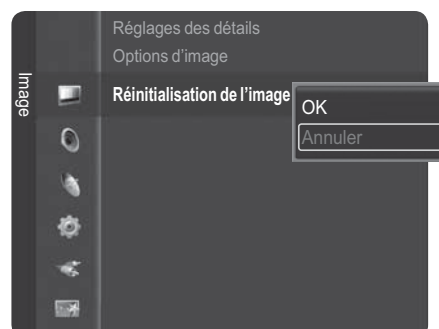 Image
Réglages des détails
Options d'image
Réinitialisation de l'image
OK
Annuler